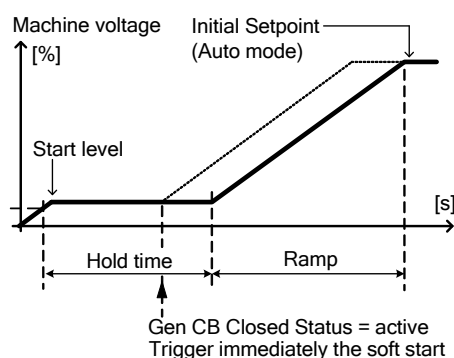 Machine voltage
[%]
Initial Setpoint
(Auto mode)
Start level
[s]
Hold time
Ramp
Gen CB Closed Status = active
Trigger immediately the soft start